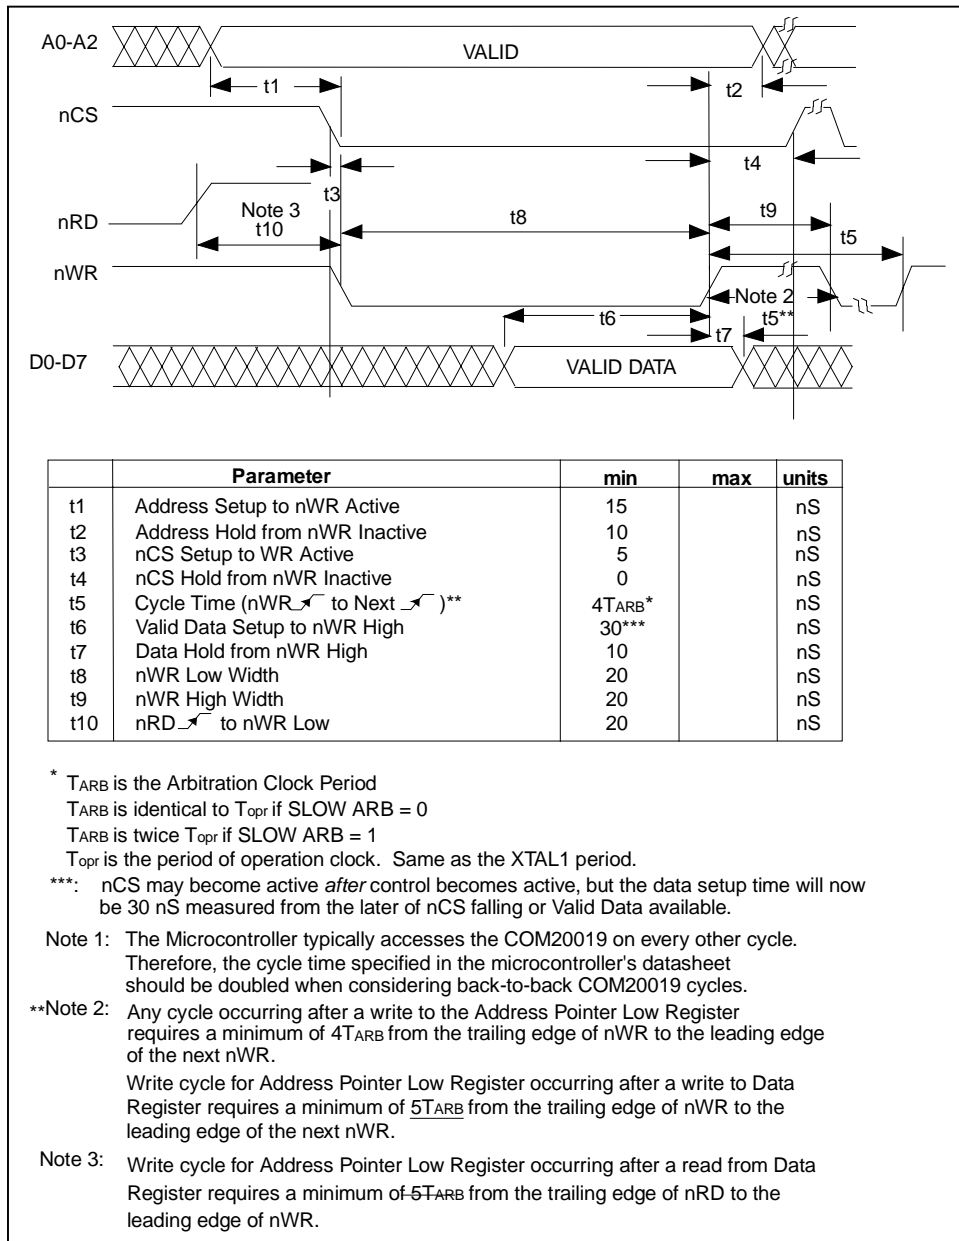 A0-A2
VALID
t1
t2
nCS
t4
t3
nRD
Note 3
t10
t8
t9
t5
nWR
Note 2
t6
t5**
t7
D0-D7
VALID DATA
Parameter min max units
t1 Address Setup to nWR Active 15 nS
t2 Address Hold from nWR Inactive 10 nS
t3 nCS Setup to WR Active 5 nS
t4 nCS Hold from nWR Inactive 0 nS
t5 Cycle Time (nWR to Next )** 4TARB* nS
t6 Valid Data Setup to nWR High 30*** nS
t7 Data Hold from nWR High 10 nS
t8 nWR Low Width 20 nS
t9 nWR High Width 20 nS
t10 nRD to nWR Low 20 nS
* TARB is the Arbitration Clock Period
TARB is identical to Topr if SLOW ARB = 0
TARB is twice Topr if SLOW ARB = 1
Topr is the period of operation clock. Same as the XTAL1 period.
***: nCS may become active after control becomes active, but the data setup time will now
be 30 nS measured from the later of nCS falling or Valid Data available.
Note 1: The Microcontroller typically accesses the COM20019 on every other cycle.
Therefore, the cycle time specified in the microcontroller's datasheet
should be doubled when considering back-to-back COM20019 cycles.
**Note 2: Any cycle occurring after a write to the Address Pointer Low Register
requires a minimum of 4TARB from the trailing edge of nWR to the leading edge
of the next nWR.
Write cycle for Address Pointer Low Register occurring after a write to Data
Register requires a minimum of 5TARB from the trailing edge of nWR to the
leading edge of the next nWR.
Note 3: Write cycle for Address Pointer Low Register occurring after a read from Data
Register requires a minimum of 5TARB from the trailing edge of nRD to the
leading edge of nWR.